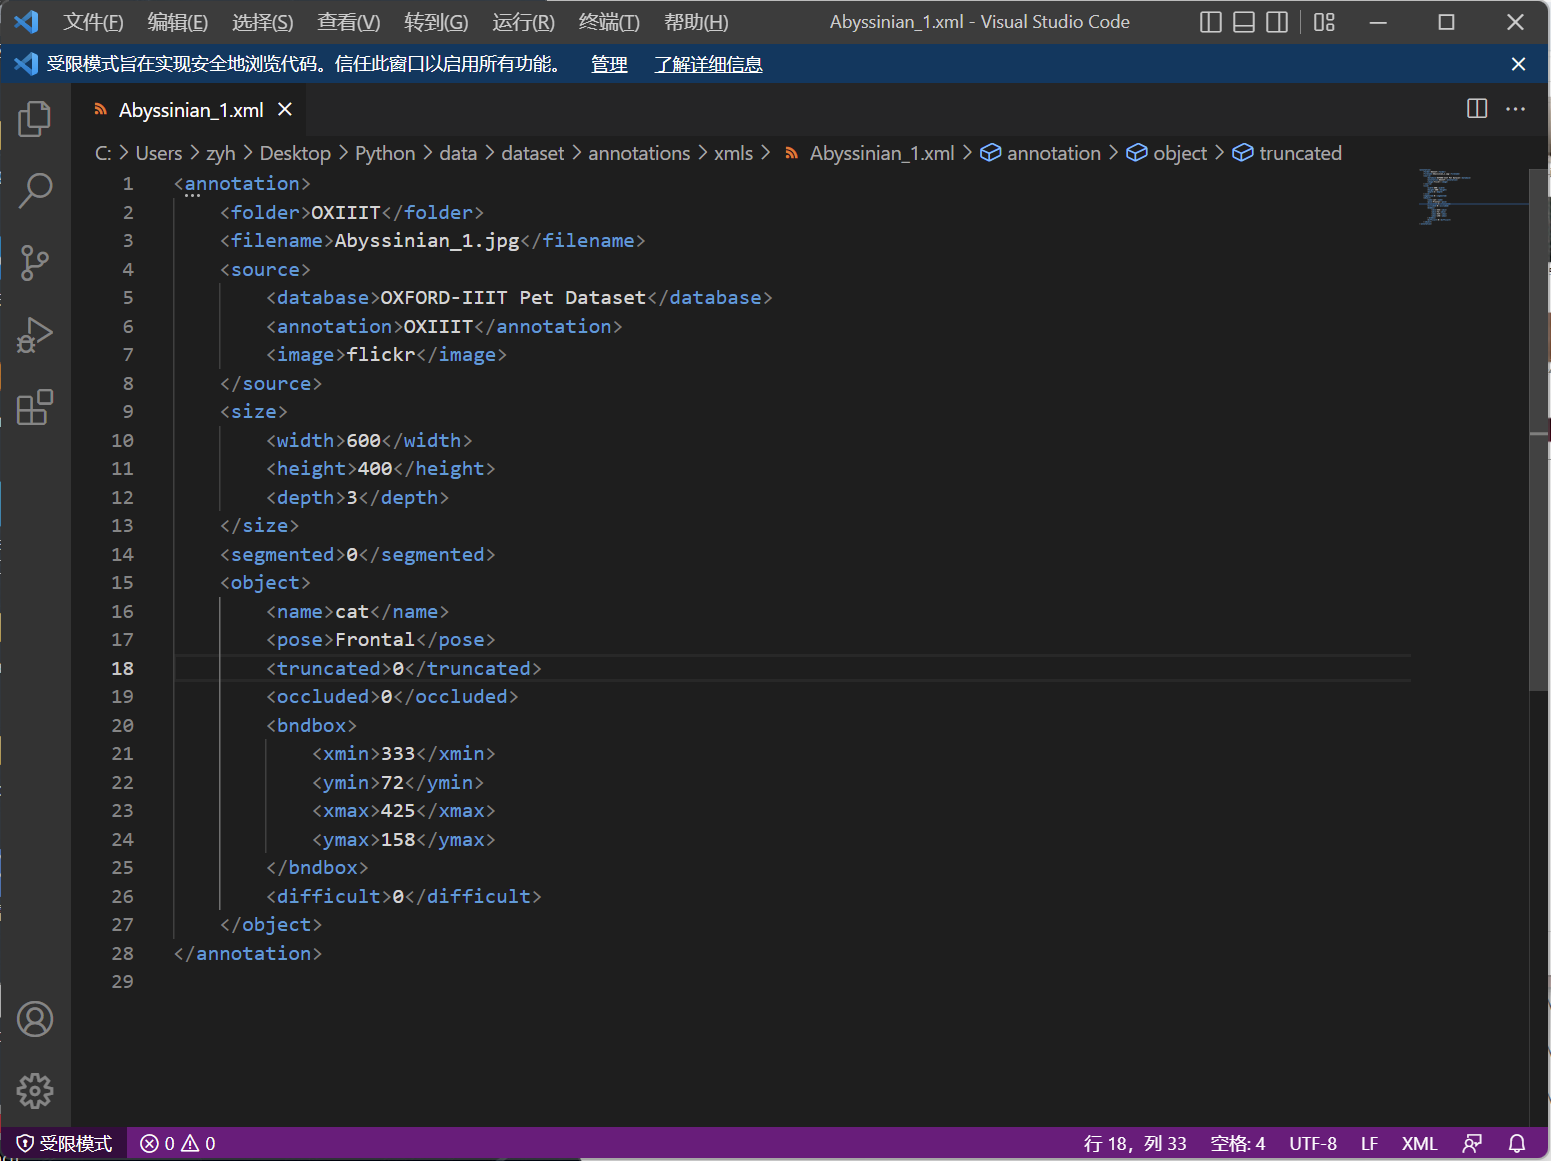 文件(F) 编辑(E) 选择(S) 查看(V) 转到(G) 运行(R) 终端(T) 帮助(H) Abyssinian_1.xml - Visual Studio Code
受限模式旨在实现安全地浏览代码。信任此窗口以启用所有功能。 管理 了解详细信息
Abyssinian_1.xml
C: > Users > zyh > Desktop > Python > data > dataset > annotations > xmls > Abyssinian_1.xml > annotation > object > truncated
1 <annotation>
2 <folder>OXIIIT</folder>
3 <filename>Abyssinian_1.jpg</filename>
4 <source>
5 <database>OXFORD-IIIT Pet Dataset</database>
6 <annotation>OXIIIT</annotation>
7 <image>flickr</image>
8 </source>
9 <size>
10 <width>600</width>
11 <height>400</height>
12 <depth>3</depth>
13 </size>
14 <segmented>0</segmented>
15 <object>
16 <name>cat</name>
17 <pose>Frontal</pose>
18 <truncated>0</truncated>
19 <occluded>0</occluded>
20 <bndbox>
21 <xmin>333</xmin>
22 <ymin>72</ymin>
23 <xmax>425</xmax>
24 <ymax>158</ymax>
25 </bndbox>
26 <difficult>0</difficult>
27 </object>
28 </annotation>
29
受限模式 0 0 行 18，列 33 空格: 4 UTF-8 LF XML